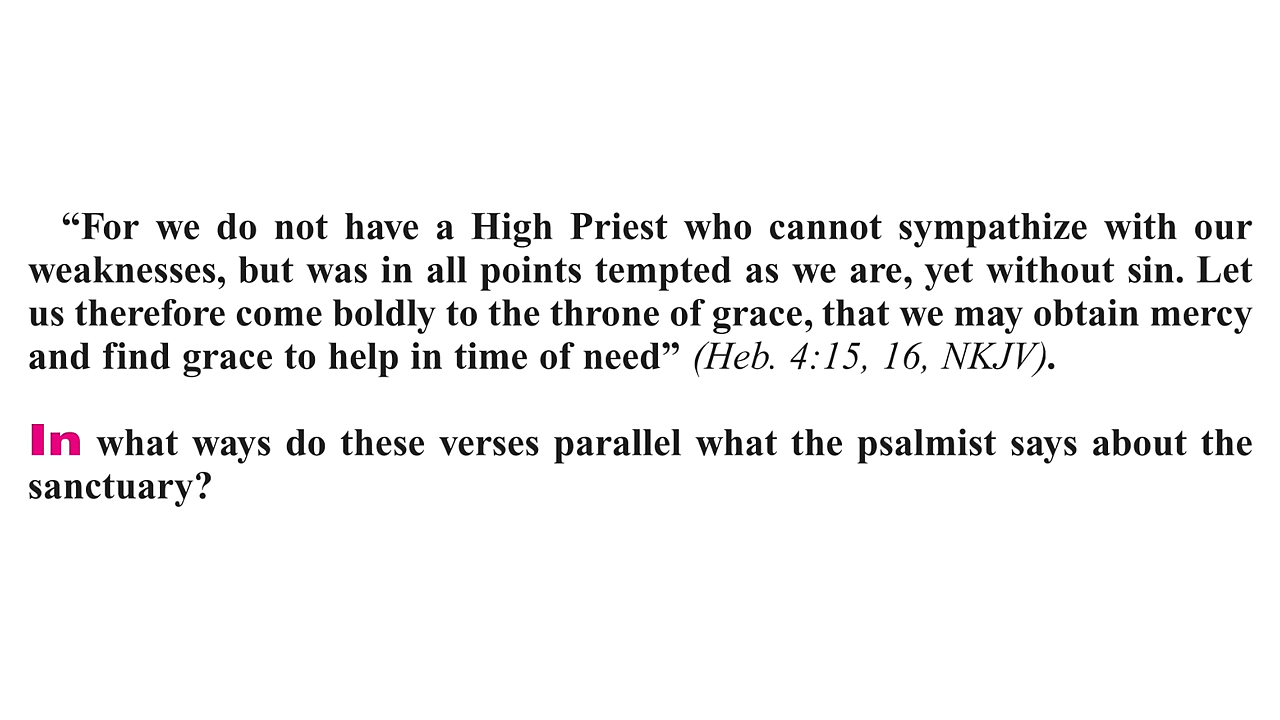 “For we do not have a High Priest who cannot sympathize with our
weaknesses, but was in all points tempted as we are, yet without sin. Let
us therefore come boldly to the throne of grace, that we may obtain mercy
and find grace to help in time of need” (Heb. 4:15, 16, NKJV).
In what ways do these verses parallel what the psalmist says about the
sanctuary?